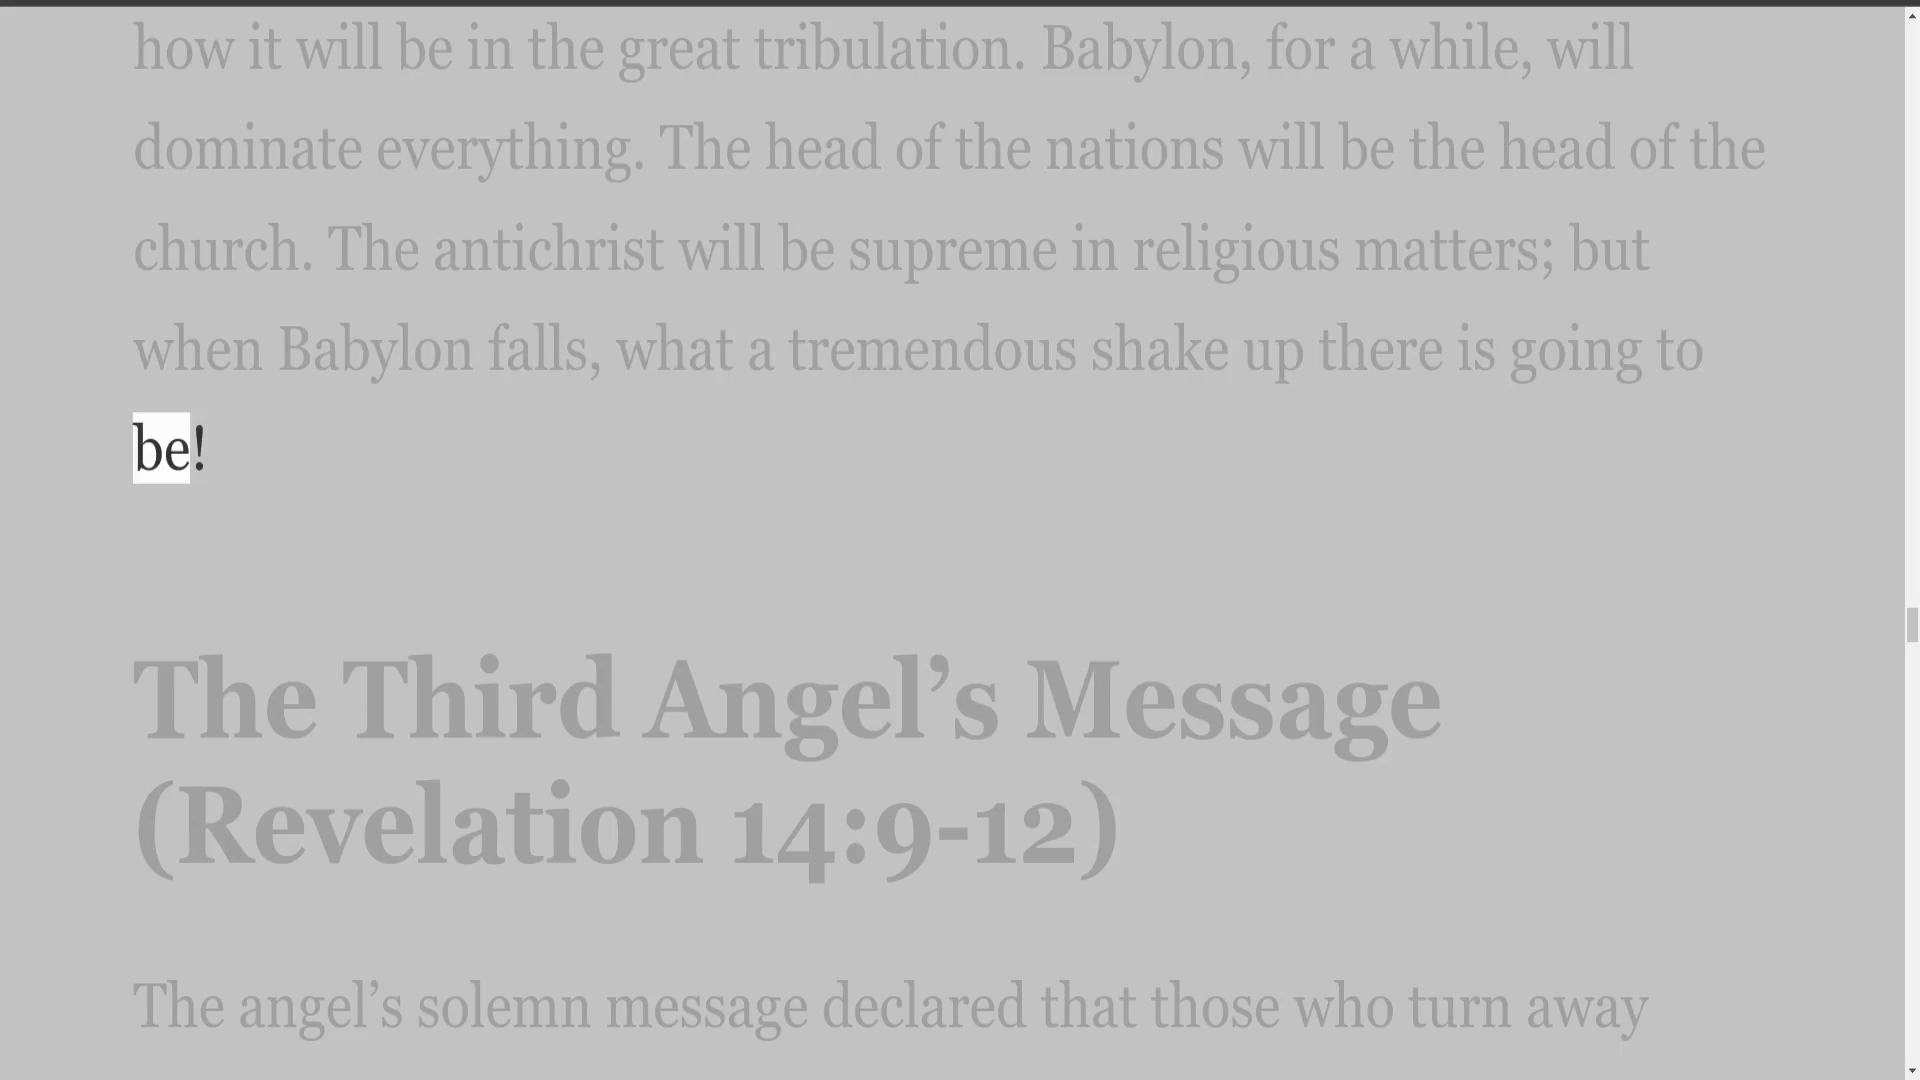 how it will be in the great tribulation. Babylon, for a while, will
dominate everything. The head of the nations will be the head of the
church. The antichrist will be supreme in religious matters; but
when Babylon falls, what a tremendous shake up there is going to
be!
The Third Angel’s Message
(Revelation 14:9-12)
The angel’s solemn message declared that those who turn away